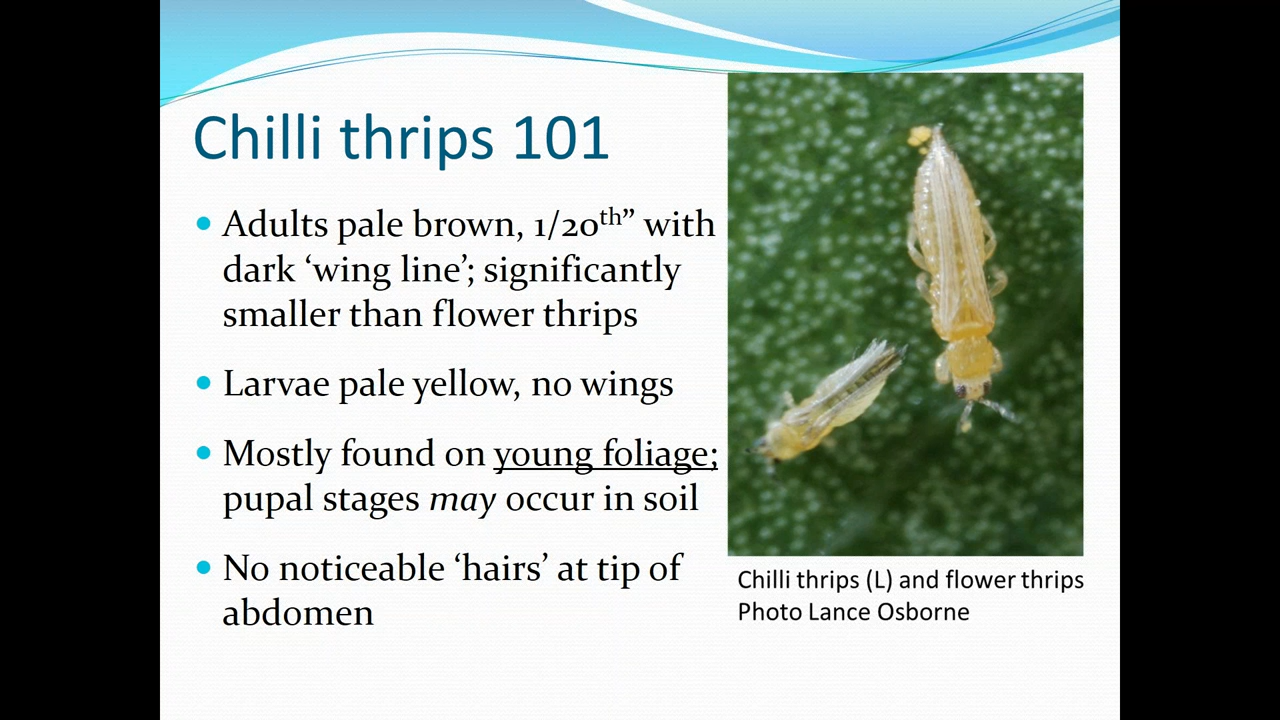 Chilli thrips 101
Adults pale brown, 1/20th” with
dark ‘wing line’; significantly
smaller than flower thrips
Larvae pale yellow, no wings
Mostly found on young foliage;
pupal stages may occur in soil
No noticeable ‘hairs’ at tip of
abdomen
Chilli thrips (L) and flower thrips
Photo Lance Osborne